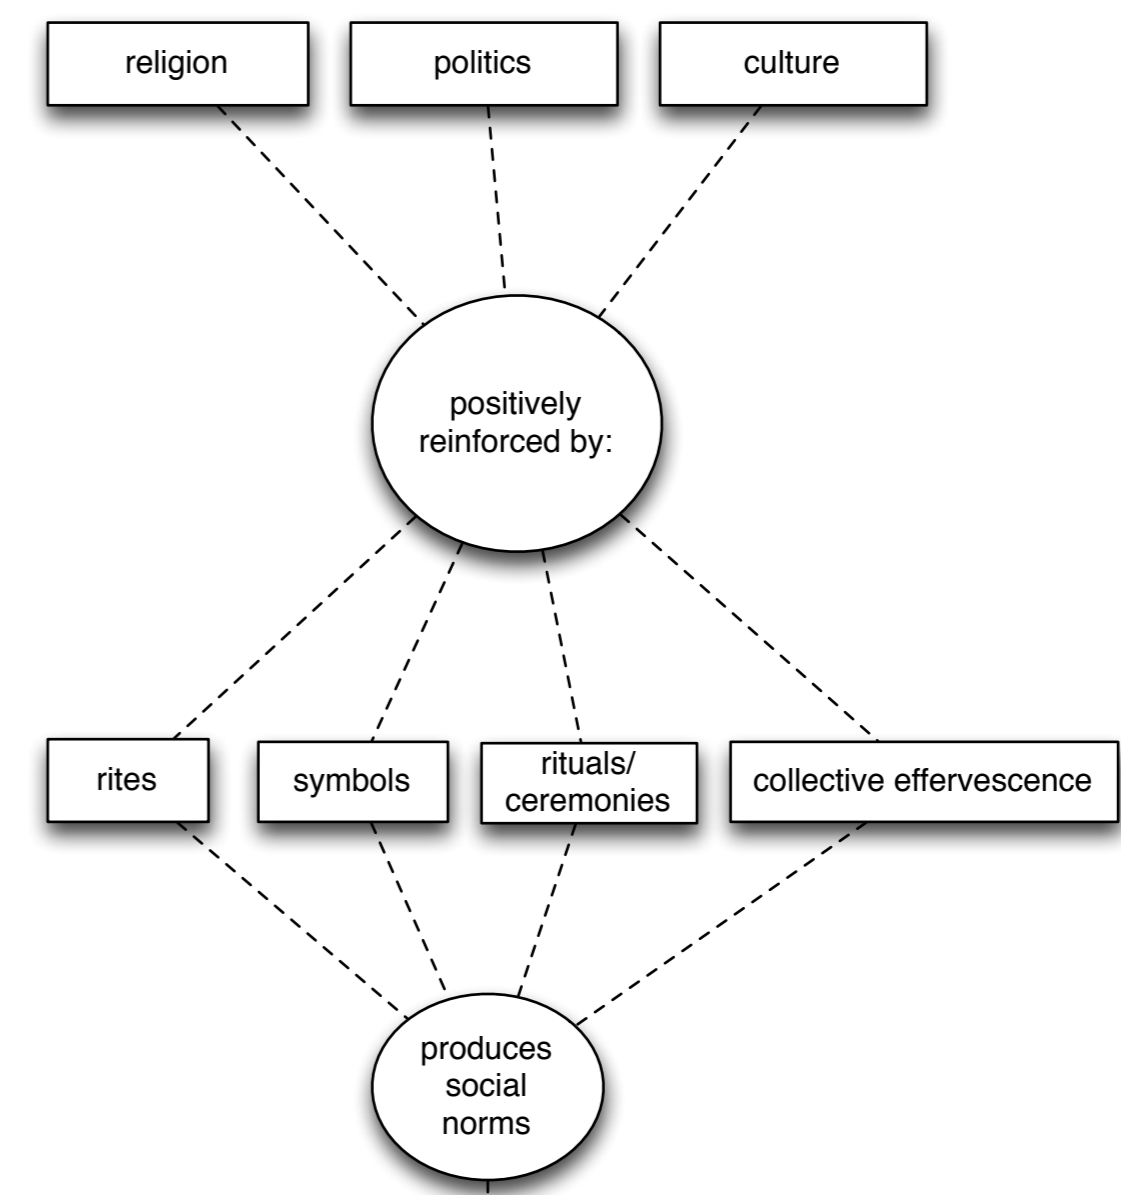 religion
politics
culture
positively
reinforced by:
rites
symbols
rituals/
ceremonies
collective effervescence
produces
social
norms